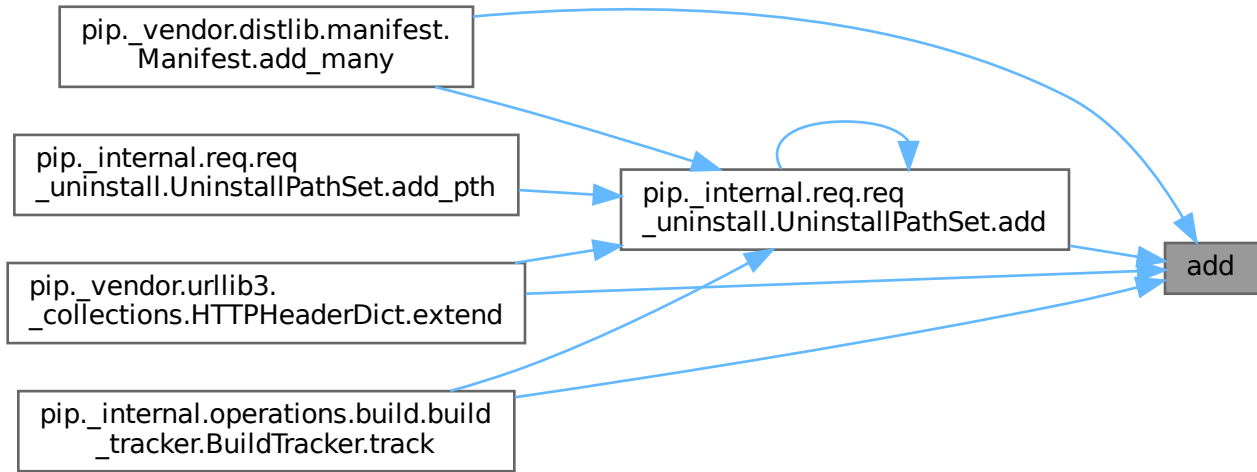 pip._vendor.distlib.manifest.
Manifest.add_many
pip._internal.req.req
_uninstall.UninstallPathSet.add_pth
pip._internal.req.req
_uninstall.UninstallPathSet.add
add
pip._vendor.urllib3.
_collections.HTTPHeaderDict.extend
pip._internal.operations.build.build
_tracker.BuildTracker.track